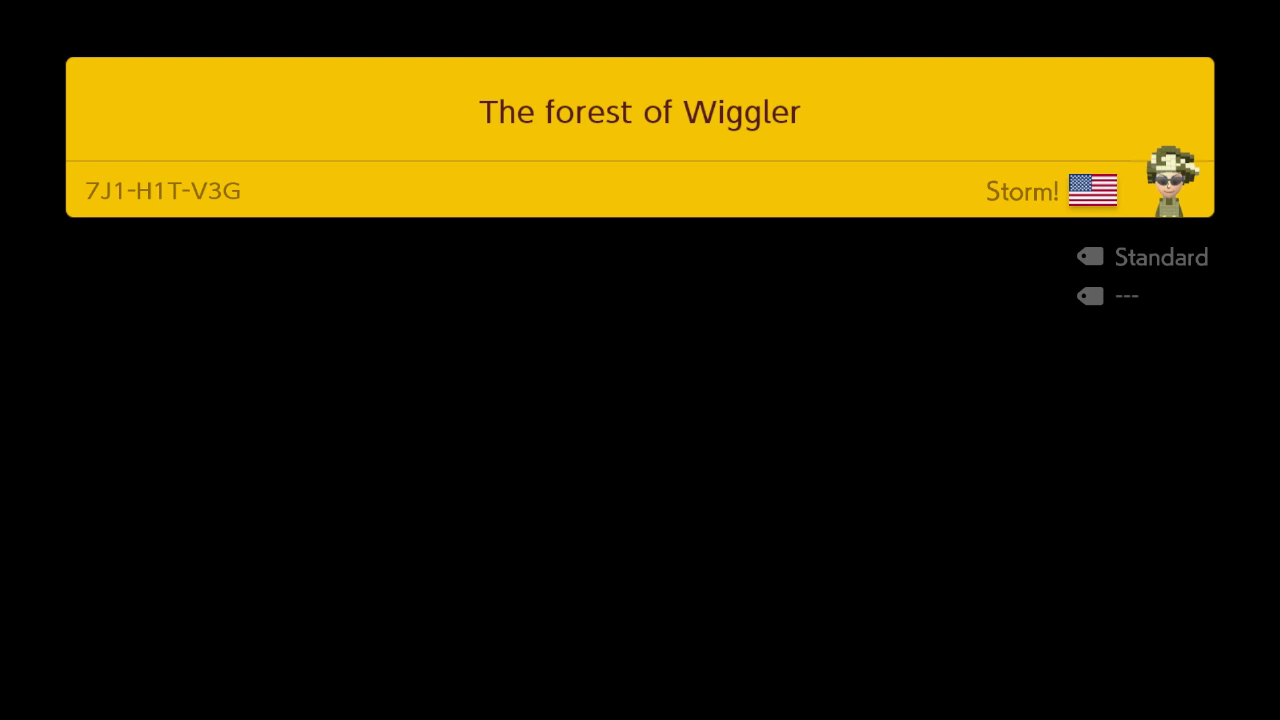 The forest of Wiggler
7J1-H1T-V3G
Storm!
Standard
---